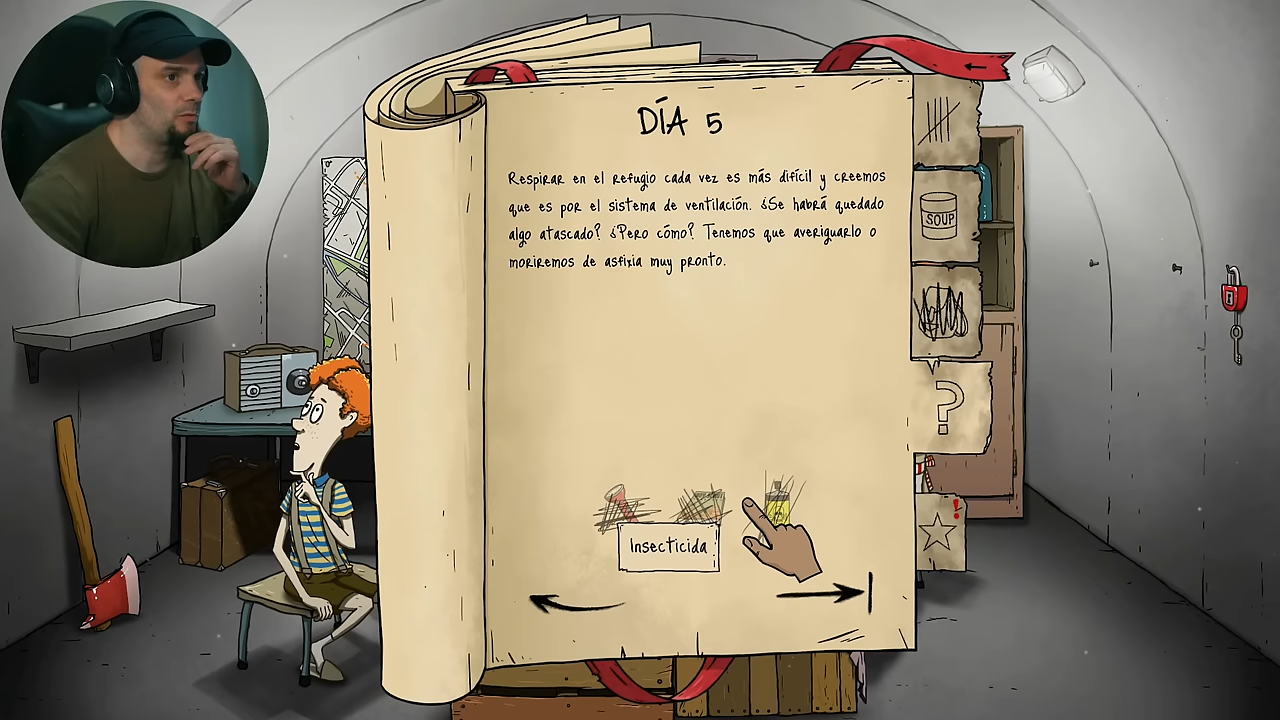 DÍA 5
Respirar en el refugio cada vez es más difícil y creemos
que es por el sistema de ventilación. ¿Se habrá quedado
algo atascado? ¿Pero cómo? Tenemos que averiguarlo o
moriremos de asfixia muy pronto.
SOUP
?
!
Insecticida